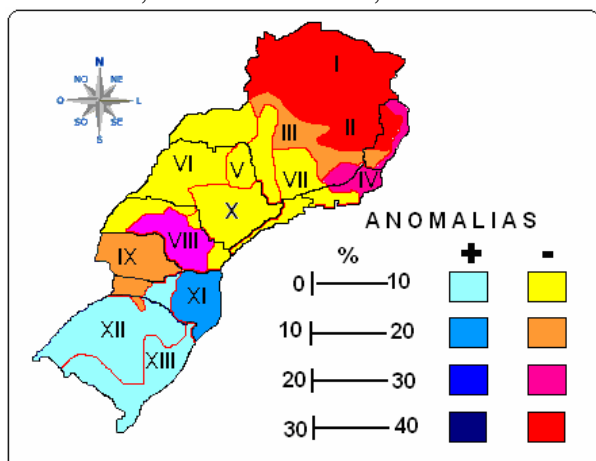 N
NO NE
O L
SO SE
S
I
II
III
IV
V
VI
VII
VIII
IX
X
XI
XII
XIII
ANOMALIAS
% + -
0 10
10 20
20 30
30 40